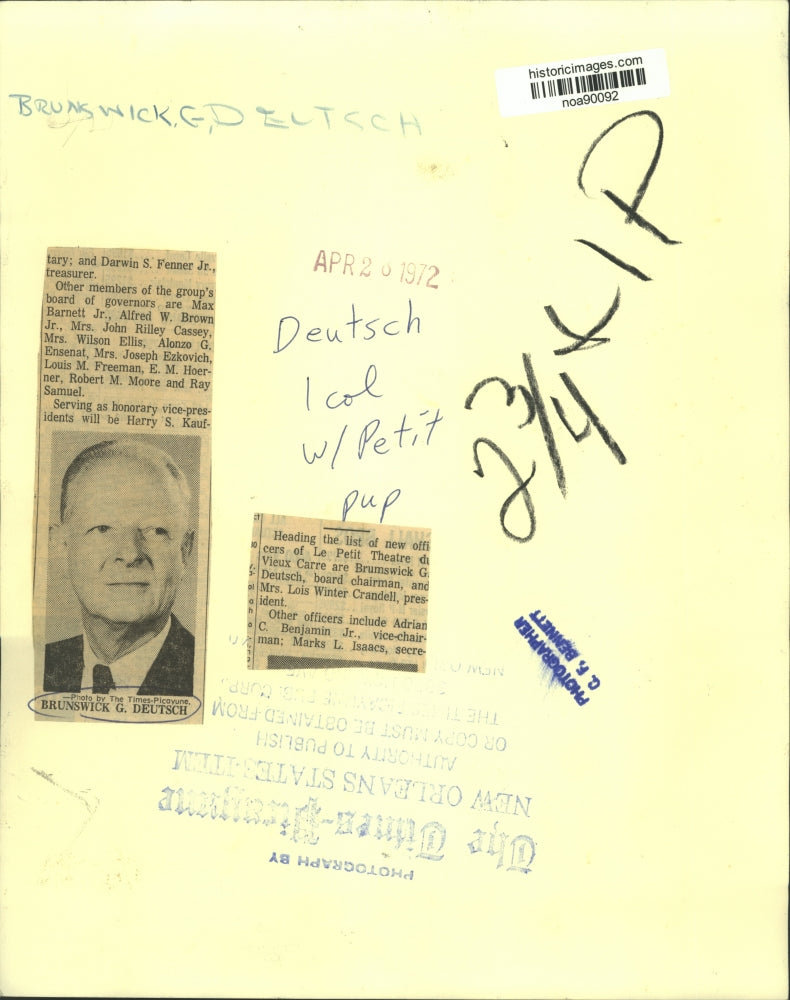 historicimages.com
noa90092
BRUNSWICK, G, DEUTSCH
2 3/4 KIP
APR 2 6 1972
Deutsch
1 col
w/ Petit
pup
tary; and Darwin S. Fenner Jr.,
treasurer.
Other members of the group's
board of governors are Max
Barnett Jr., Alfred W. Brown
Jr., Mrs. John Rilley Cassey,
Mrs. Wilson Ellis, Alonzo G.
Ensenat, Mrs. Joseph Ezkovich,
Louis M. Freeman, E. M. Hoer-
ner, Robert M. Moore and Ray
Samuel.
Serving as honorary vice-pres-
idents will be Harry S. Kauf-
—Photo by The Times-Picayune.
BRUNSWICK G. DEUTSCH
Heading the list of new offi
cers of Le Petit Theatre du
Vieux Carre are Brumswick G.
Deutsch, board chairman, and
Mrs. Lois Winter Crandell, pres-
ident.
Other officers include Adrian
C. Benjamin Jr., vice-chair-
man; Marks L. Isaacs, secre-
PHOTOGRAPHER
G. F. BENNETT
PHOTOGRAPH BY
The Times-Picayune
NEW ORLEANS STATES-ITEM
AUTHORITY TO PUBLISH
OR COPY MUST BE OBTAINED FROM
THE TIMES-PICAYUNE PUB. CORP.